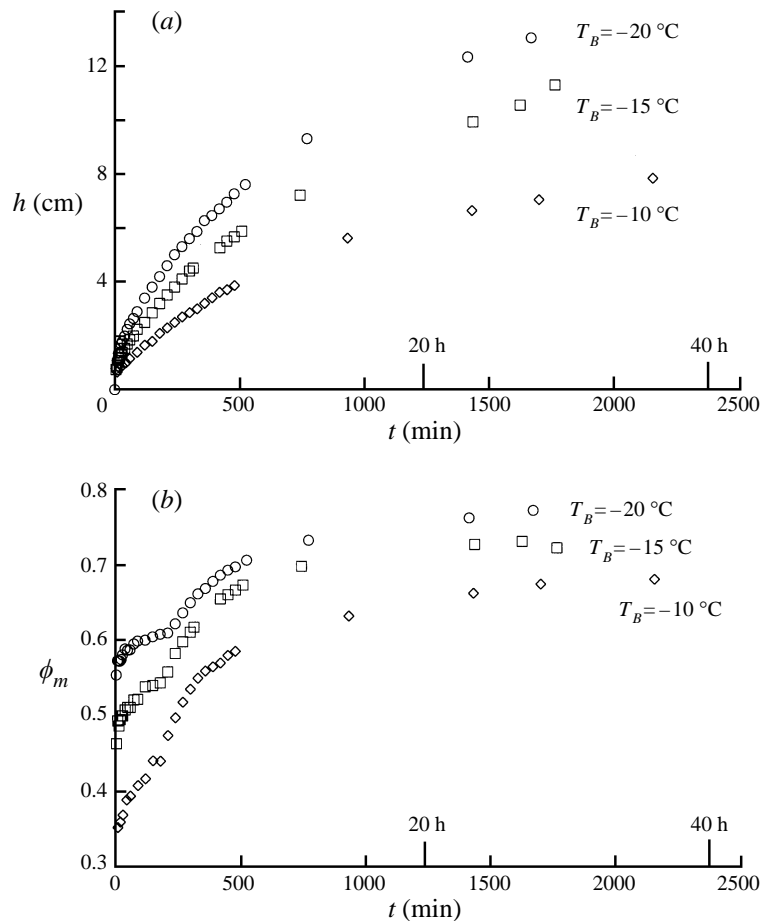 (a)
T_B = –20 °C
12
T_B = –15 °C
8
h (cm)
T_B = –10 °C
4
20 h
40 h
0
0
500
1000
1500
2000
2500
t (min)
0.8
(b)
T_B = –20 °C
T_B = –15 °C
0.7
T_B = –10 °C
0.6
ϕ_m
0.5
0.4
20 h
40 h
0.3
0
500
1000
1500
2000
2500
t (min)